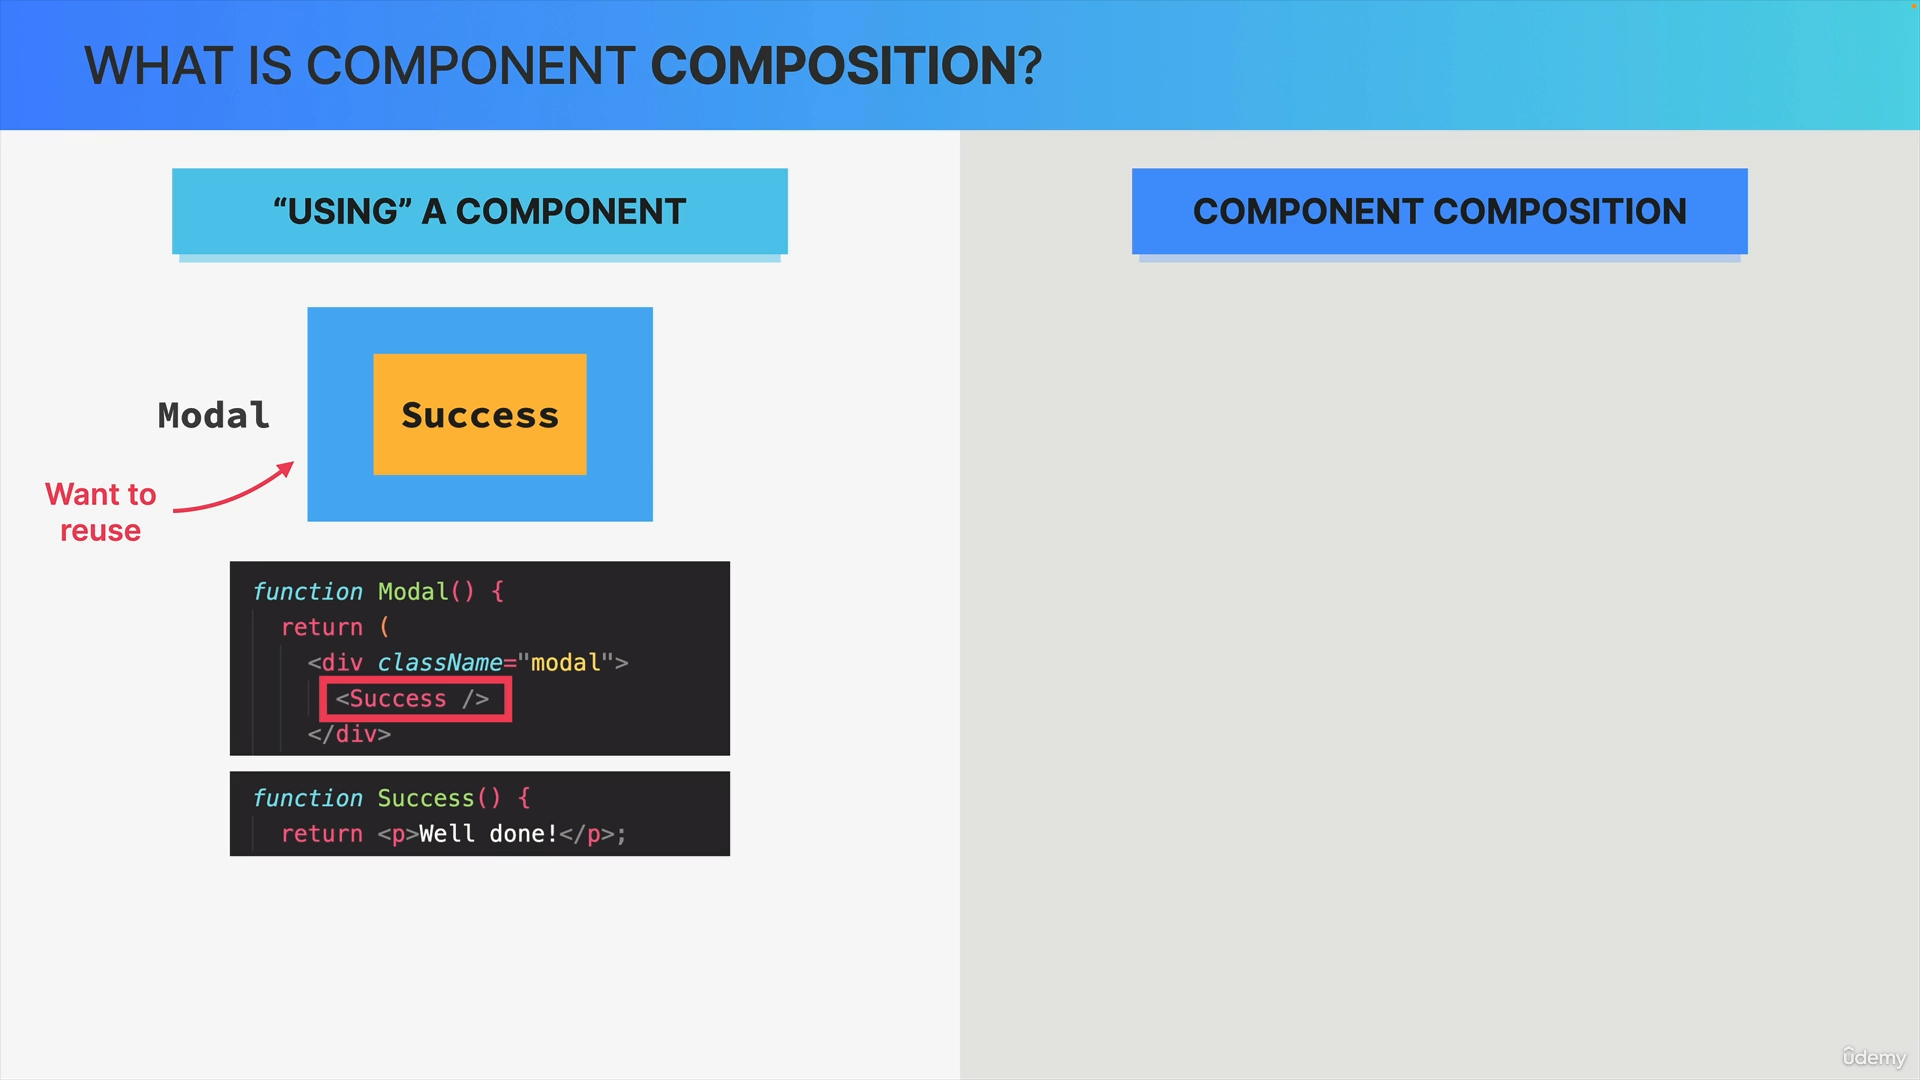 WHAT IS COMPONENT COMPOSITION?
“USING” A COMPONENT
Modal
Success
Want to
reuse
function Modal() {
return (
<div className="modal">
<Success />
</div>
function Success() {
return <p>Well done!</p>;
COMPONENT COMPOSITION
ûdemy